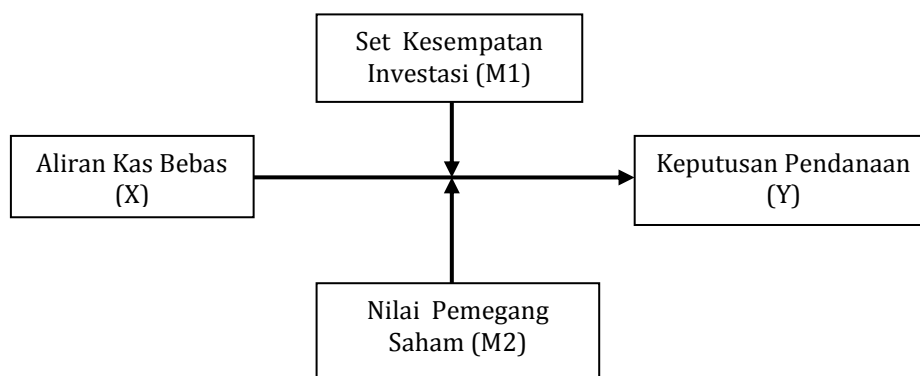 Set Kesempatan
Investasi (M1)
Aliran Kas Bebas
(X)
Keputusan Pendanaan
(Y)
Nilai Pemegang
Saham (M2)